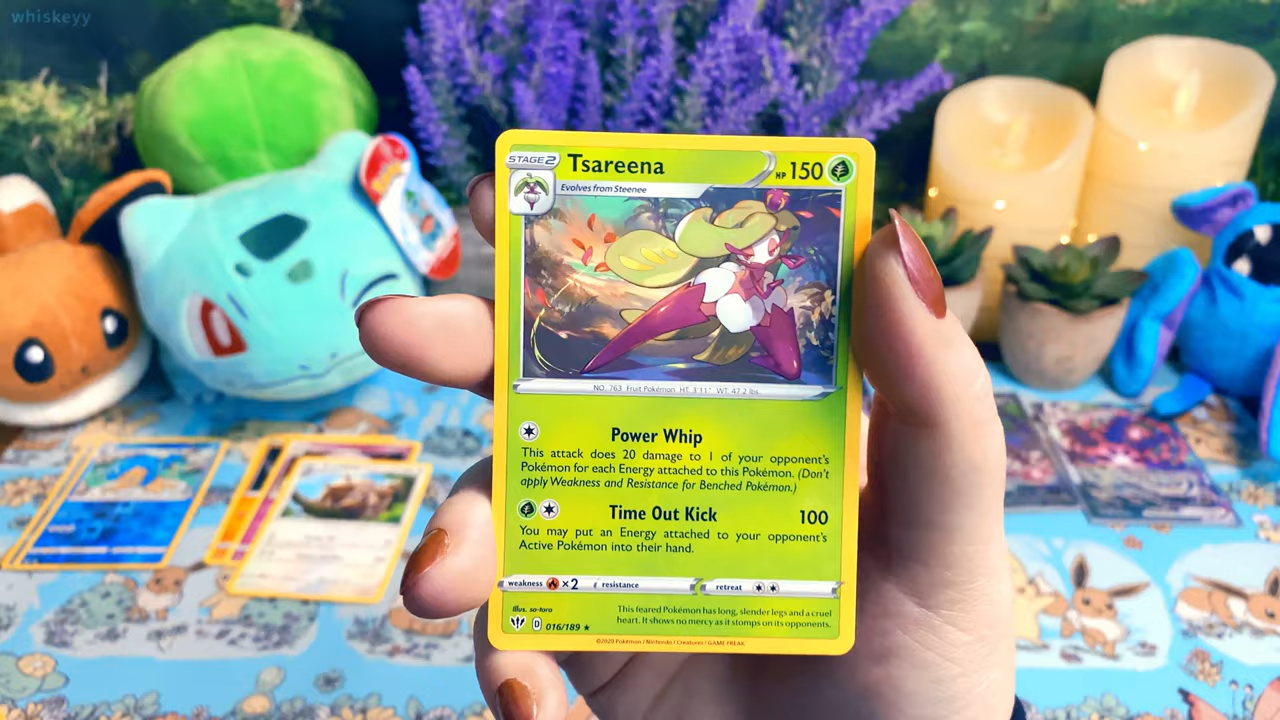 whiskeyy
STAGE 2
Tsareena
HP 150
Evolves from Steenee
NO. 763 Fruit Pokémon HT: 3'11" WT: 47.2 lbs.
Power Whip
This attack does 20 damage to 1 of your opponent's
Pokémon for each Energy attached to this Pokémon. (Don't
apply Weakness and Resistance for Benched Pokémon.)
Time Out Kick 100
You may put an Energy attached to your opponent's
Active Pokémon into their hand.
weakness ×2 resistance retreat
Illus. so-taro
This feared Pokémon has long, slender legs and a cruel
heart. It shows no mercy as it stomps on its opponents.
D 016/189 ★
©2020 Pokémon / Nintendo / Creatures / GAME FREAK